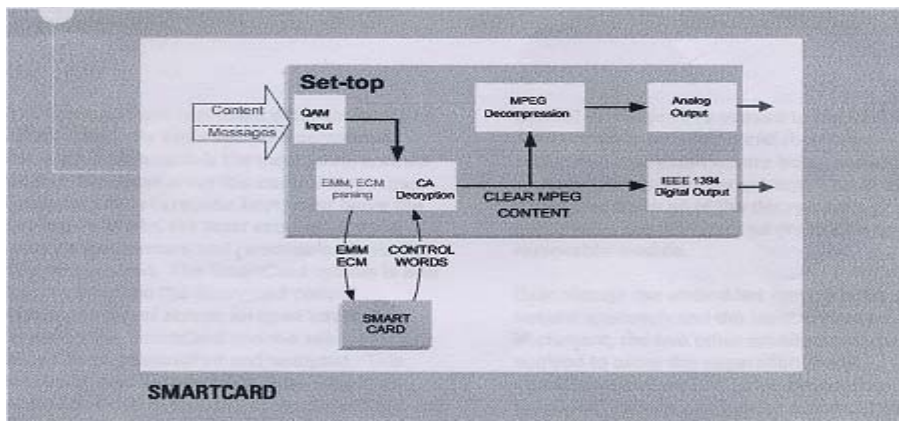 Set-top
Content
Messages
QAM
Input
MPEG
Decompression
Analog
Output
EMM, ECM
parsing
CA
Decryption
CLEAR MPEG
CONTENT
IEEE 1394
Digital Output
EMM
ECM
CONTROL
WORDS
SMART
CARD
SMARTCARD